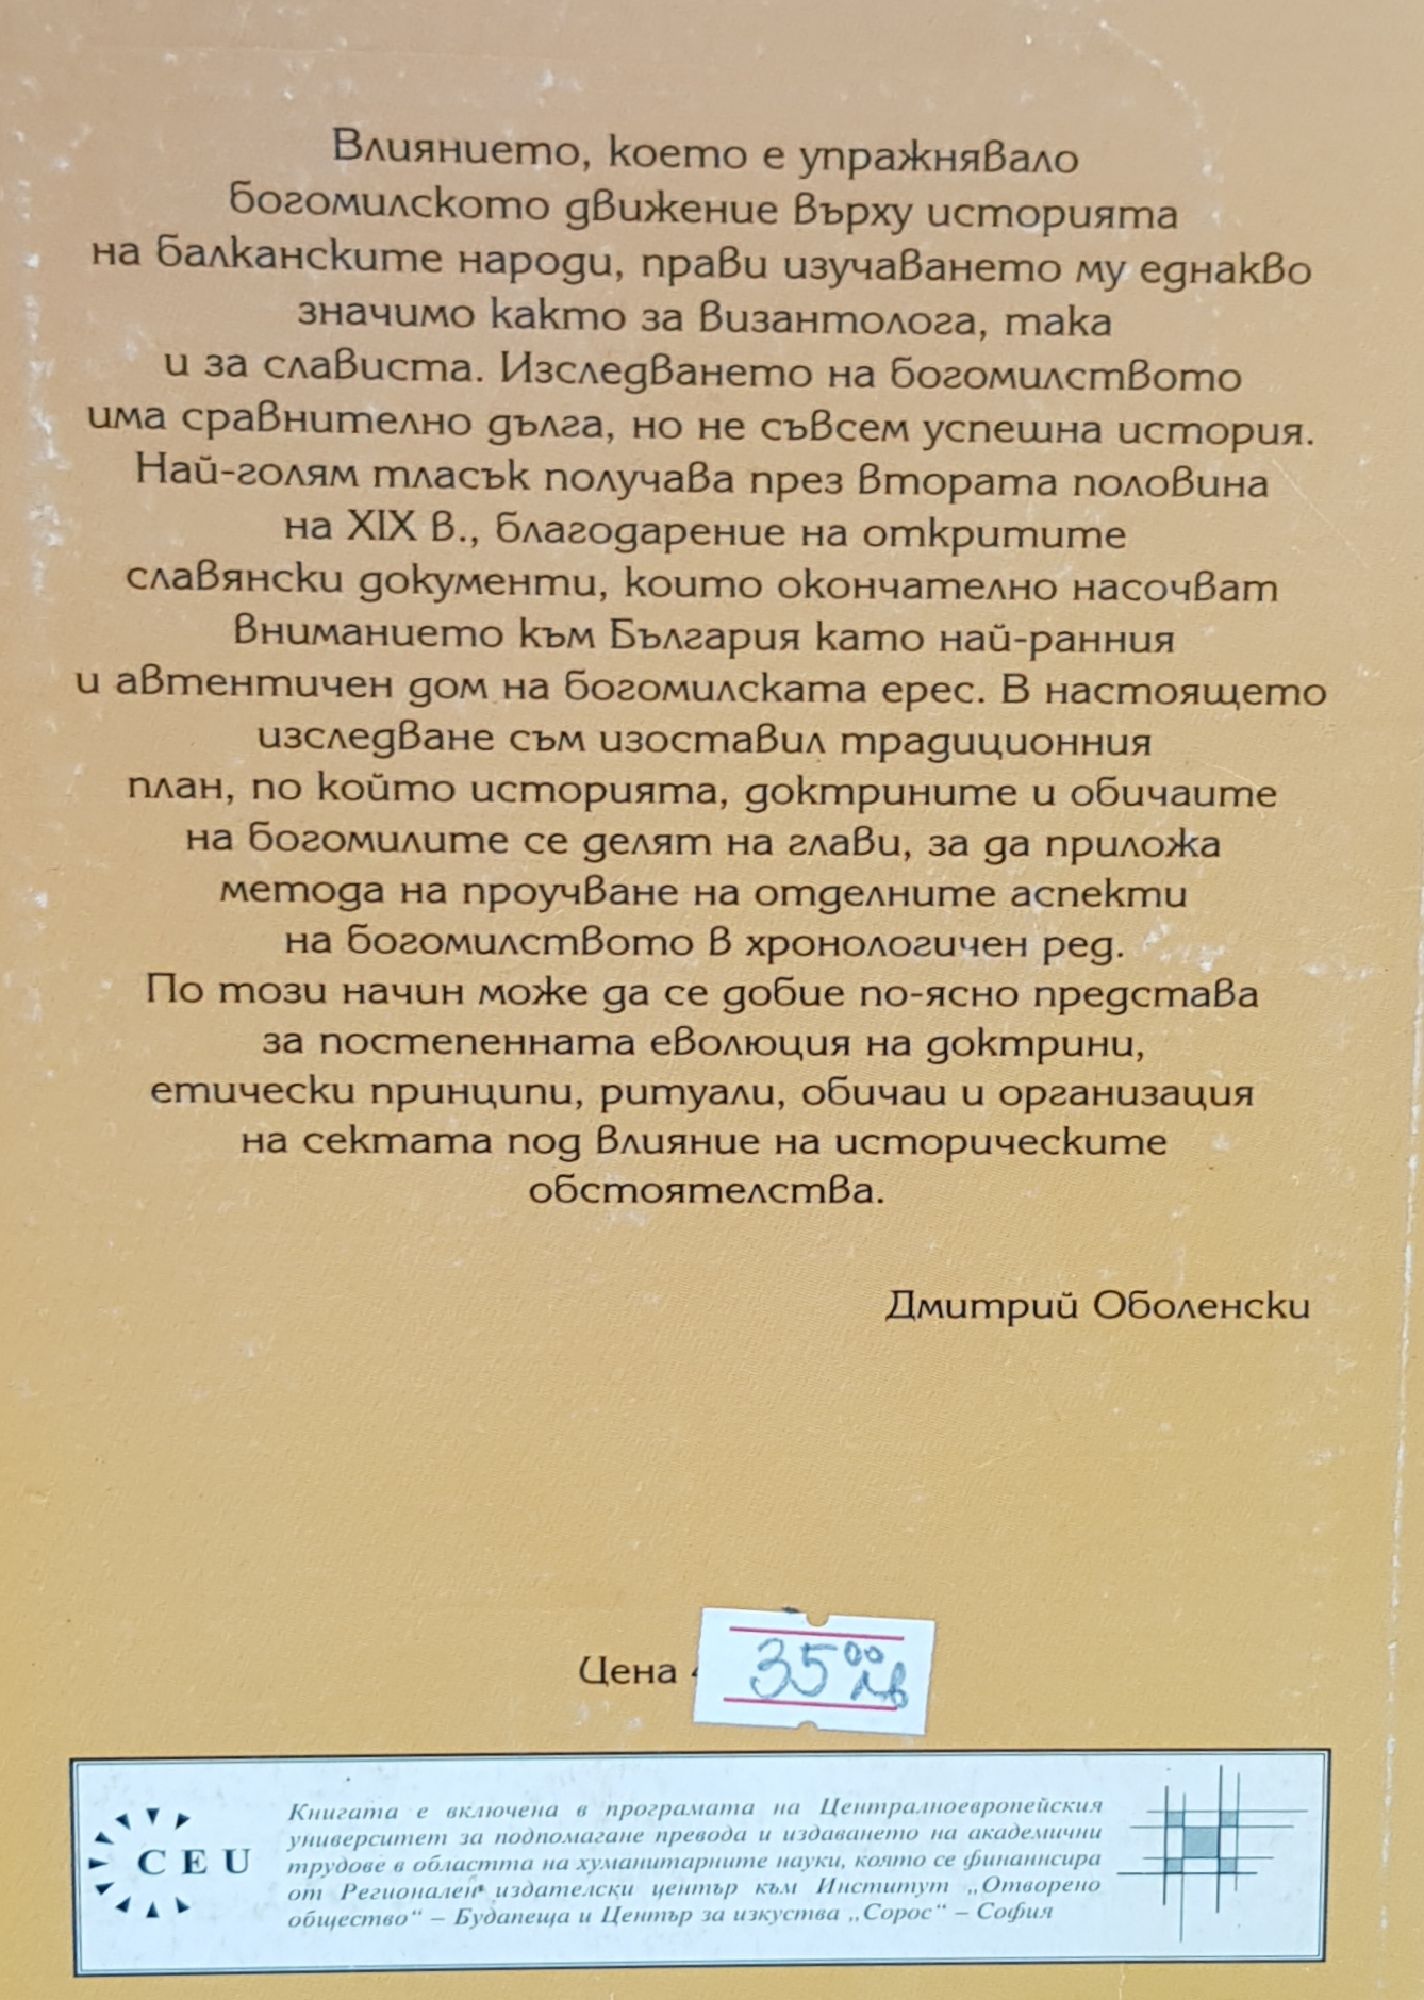 Влиянието, което е упражнявало
богомилското движение върху историята
на балканските народи, прави изучаването му еднакво
значимо както за византолога, така
и за слависта. Изследването на богомилството
има сравнително дълга, но не съвсем успешна история.
Най-голям тласък получава през втората половина
на XIX в., благодарение на откритите
славянски документи, които окончателно насочват
вниманието към България като най-ранния
и автентичен дом на богомилската ерес. В настоящето
изследване съм изоставил традиционния
план, по който историята, доктрините и обичаите
на богомилите се делят на глави, за да приложа
метода на проучване на отделните аспекти
на богомилството в хронологичен ред.
По този начин може да се добие по-ясно представа
за постепенната еволюция на доктрини,
етически принципи, ритуали, обичаи и организация
на сектата под влияние на историческите
обстоятелства.
Дмитрий Оболенски
Цена
35⁰⁰ лв
CEU
Книгата е включена в програмата на Централноевропейския
университет за подпомагане превода и издаването на академични
трудове в областта на хуманитарните науки, която се финансира
от Регионален издателски център към Институт „Отворено
общество“ – Будапеща и Център за изкуства „Сорос“ – София